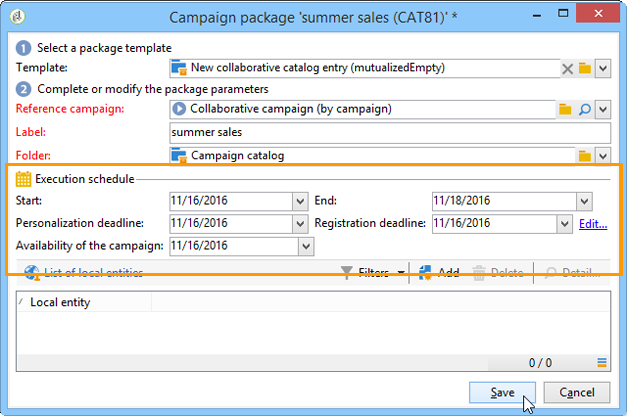 Campaign package 'summer sales (CAT81)' *
1 Select a package template
Template: New collaborative catalog entry (mutualizedEmpty)
2 Complete or modify the package parameters
Reference campaign: Collaborative campaign (by campaign)
Label: summer sales
Folder: Campaign catalog
Execution schedule
Start: 11/16/2016 End: 11/18/2016
Personalization deadline: 11/16/2016 Registration deadline: 11/16/2016 Edit...
Availability of the campaign: 11/16/2016
List of local entities Filters Add Delete Detail...
Local entity
0 / 0
Save Cancel